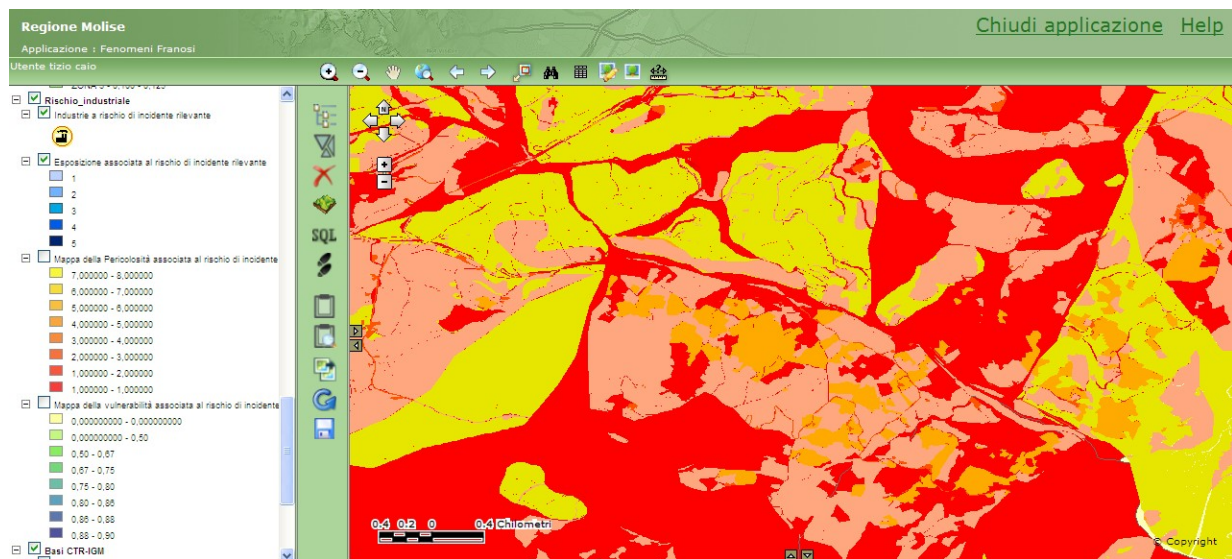 Regione Molise
Chiudi applicazione Help
Applicazione : Fenomeni Franosi
Utente tizio caio
Rischio_industriale
Industrie a rischio di incidente rilevante
Esposizione associata al rischio di incidente rilevante
1
2
3
4
5
Mappa della Pericolosità associata al rischio di incidente
7,000000 - 8,000000
6,000000 - 7,000000
5,000000 - 6,000000
4,000000 - 5,000000
3,000000 - 4,000000
2,000000 - 3,000000
1,000000 - 2,000000
1,000000 - 1,000000
Mappa della vulnerabilità associata al rischio di incidente
0,000000000 - 0,000000000
0,000000000 - 0,50
0,50 - 0,67
0,67 - 0,75
0,75 - 0,80
0,80 - 0,86
0,86 - 0,88
0,88 - 0,90
Basi CTR-IGM
SQL
N
0.4 0.2 0 0.4 Chilometri
© Copyright